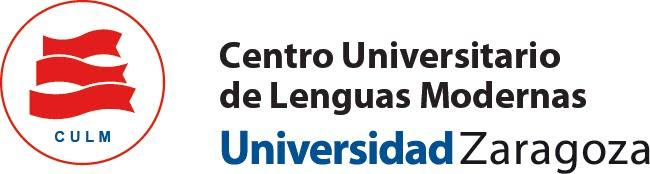 CULM
Centro Universitario
de Lenguas Modernas
Universidad Zaragoza